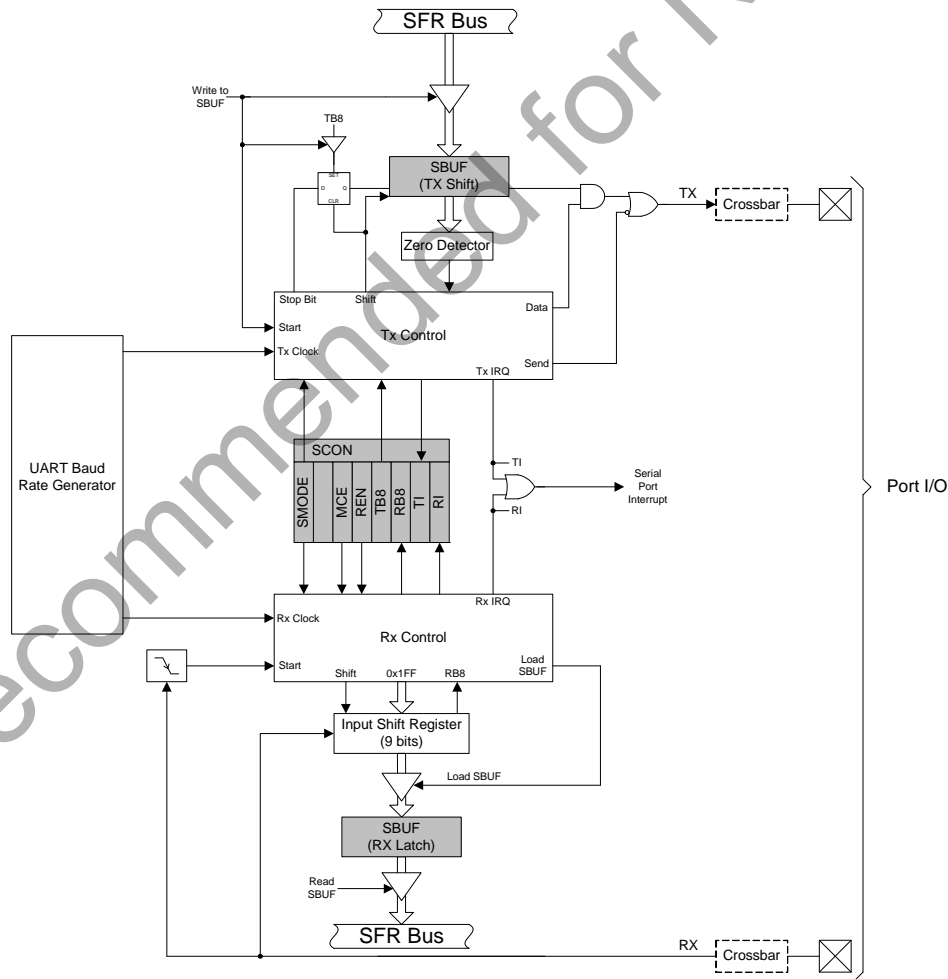 SFR Bus
Write to
SBUF
TB8
SET
D
Q
CLR
SBUF
(TX Shift)
TX
Crossbar
Zero Detector
Stop Bit
Shift
Data
Start
Tx Control
Tx Clock
Send
Tx IRQ
UART Baud
Rate Generator
SCON
SMODE
MCE
REN
TB8
RB8
TI
RI
TI
RI
Serial
Port
Interrupt
Port I/O
Rx IRQ
Rx Clock
Rx Control
Start
Load
SBUF
Shift
0x1FF
RB8
Input Shift Register
(9 bits)
Load SBUF
SBUF
(RX Latch)
Read
SBUF
SFR Bus
RX
Crossbar
ecommended for N